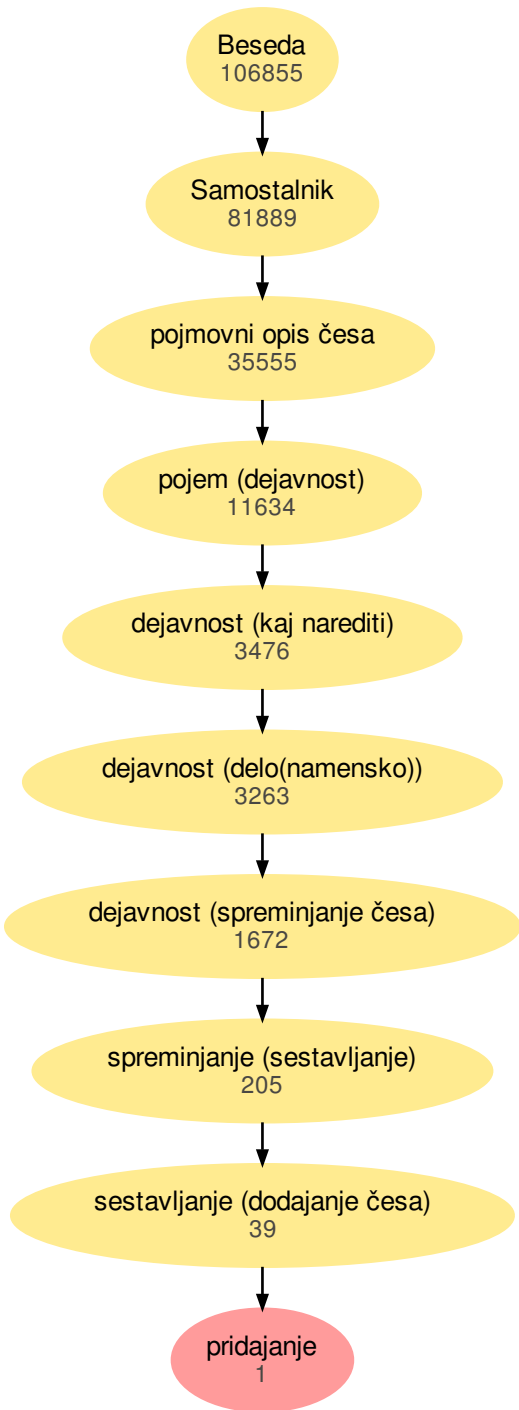 Beseda
106855
Samostalnik
81889
pojmovni opis česa
35555
pojem (dejavnost)
11634
dejavnost (kaj narediti)
3476
dejavnost (delo(namensko))
3263
dejavnost (spreminjanje česa)
1672
spreminjanje (sestavljanje)
205
sestavljanje (dodajanje česa)
39
pridajanje
1